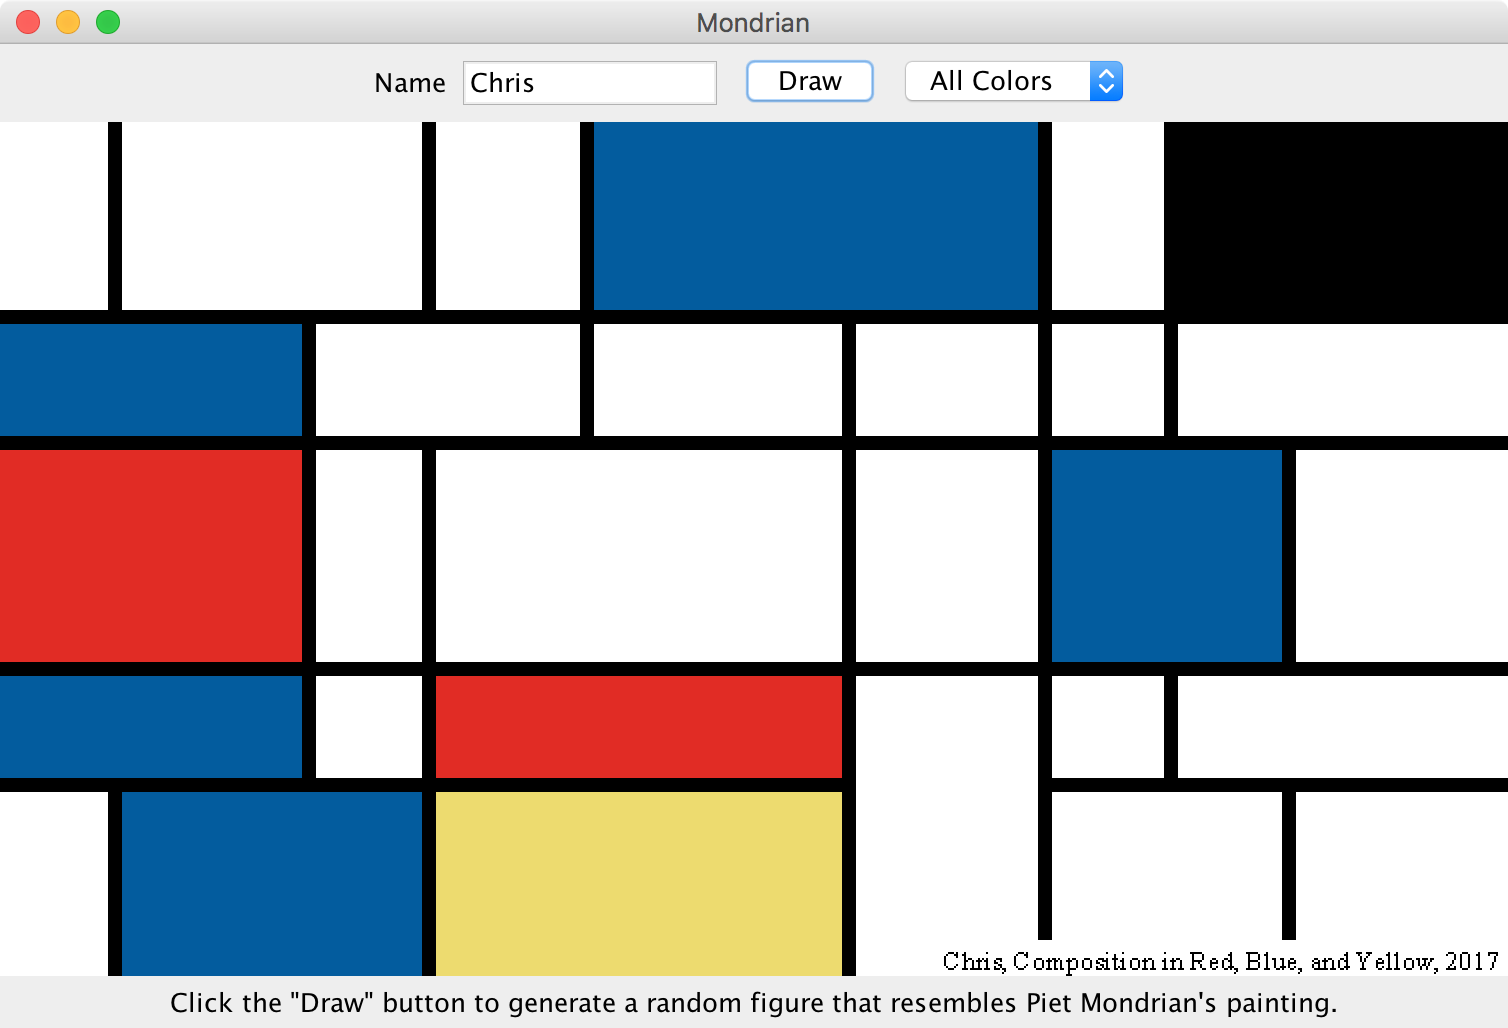 Mondrian
Name Chris Draw All Colors
Chris, Composition in Red, Blue, and Yellow, 2017
Click the "Draw" button to generate a random figure that resembles Piet Mondrian's painting.